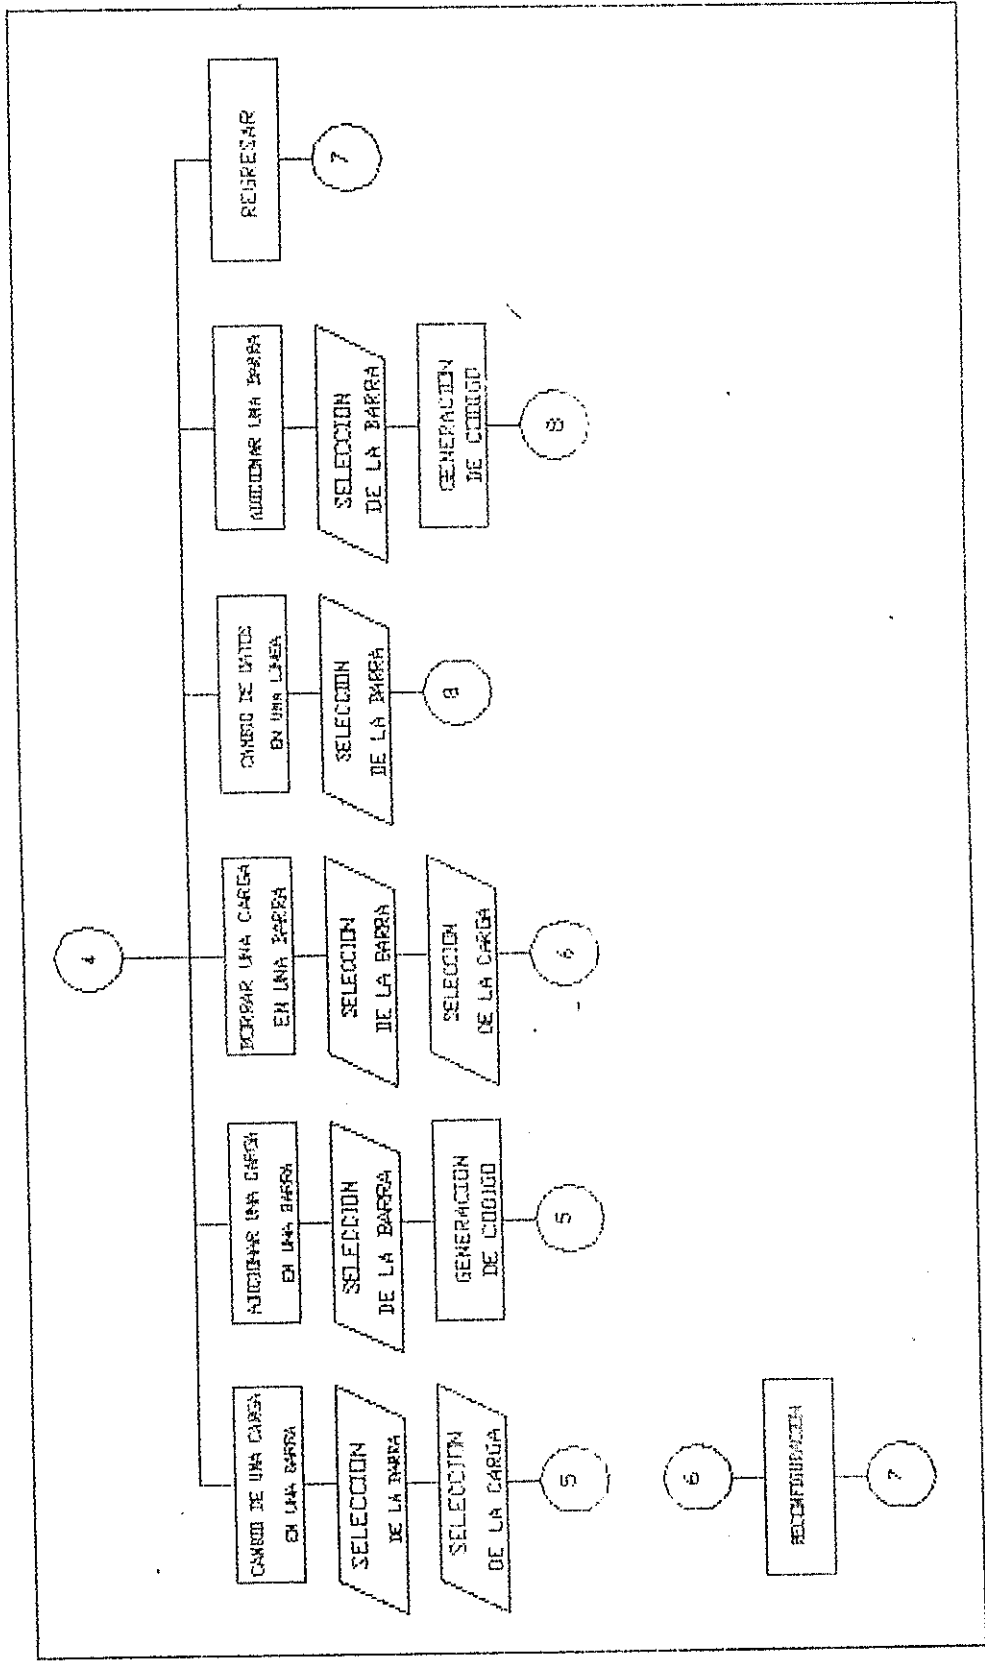 4
CAMBIO DE UNA CARGA
EN UNA BARRA
SELECCION
DE LA BARRA
SELECCION
DE LA CARGA
5
ADICIONAR UNA CARGA
EN UNA BARRA
SELECCION
DE LA BARRA
GENERACION
DE CODIGO
5
BORRAR UNA CARGA
EN UNA BARRA
SELECCION
DE LA BARRA
SELECCION
DE LA CARGA
6
CAMBIO DE DATOS
EN UNA LINEA
SELECCION
DE LA BARRA
ADICIONAR UNA BARRA
SELECCION
DE LA BARRA
GENERACION
DE CODIGO
8
REGRESAR
7
6
RECONFIGURACION
7